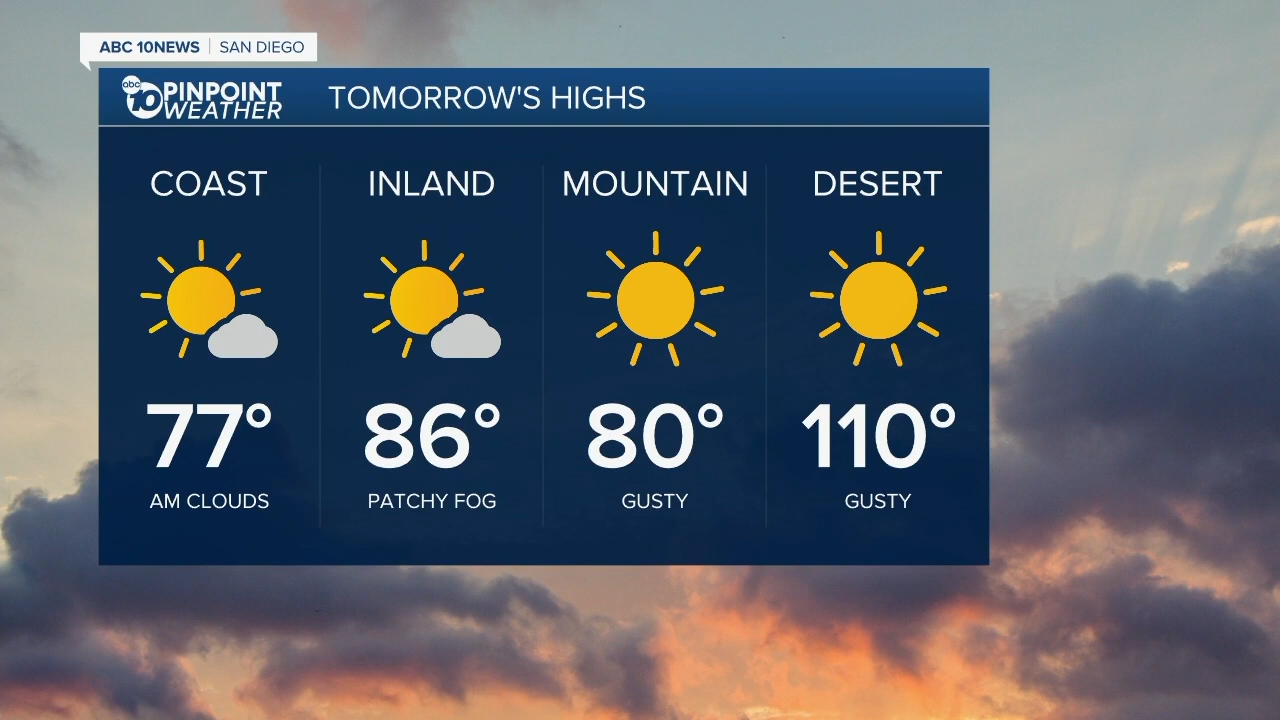 ABC 10NEWS | SAN DIEGO
abc 10 PINPOINT WEATHER
TOMORROW'S HIGHS
COAST
77°
AM CLOUDS
INLAND
86°
PATCHY FOG
MOUNTAIN
80°
GUSTY
DESERT
110°
GUSTY